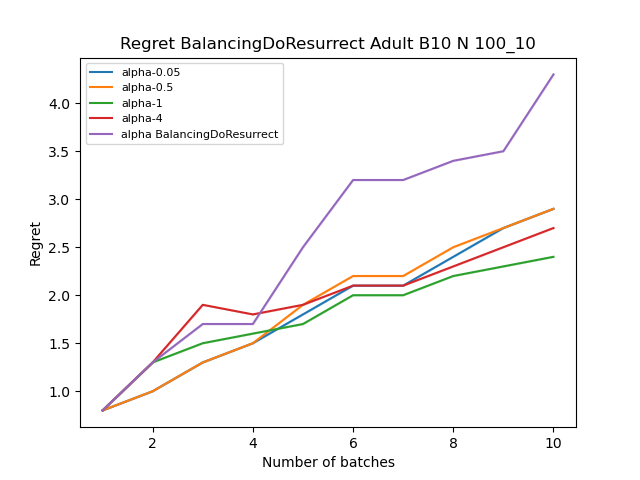 Regret BalancingDoResurrect Adult B10 N 100_10
alpha-0.05
alpha-0.5
alpha-1
alpha-4
alpha BalancingDoResurrect
Regret
4.0
3.5
3.0
2.5
2.0
1.5
1.0
2 4 6 8 10
Number of batches